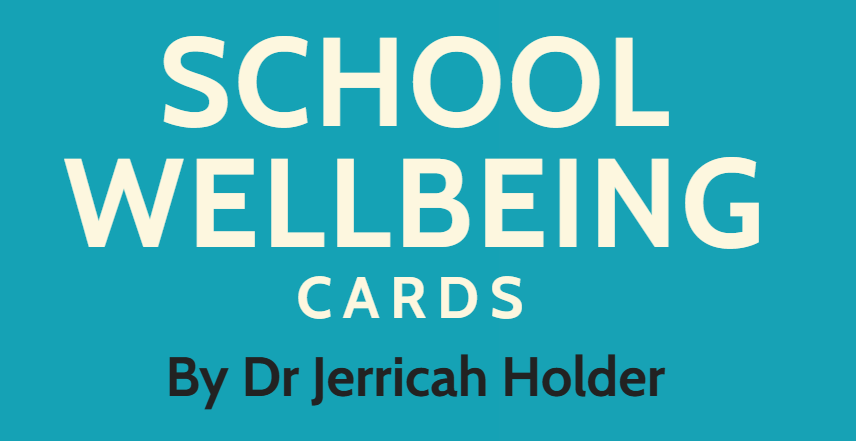 SCHOOL
WELLBEING
CARDS
By Dr Jerricah Holder